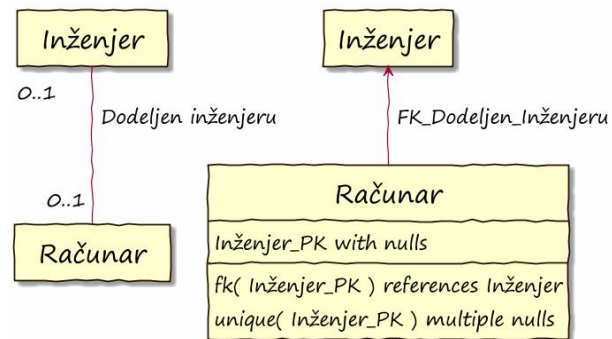 Inženjer
0..1
Dodeljen inženjeru
0..1
Računar
Inženjer
FK_Dodeljen_Inženjeru
Računar
Inženjer_PK with nulls
fk( Inženjer_PK ) references Inženjer
unique( Inženjer_PK ) multiple nulls